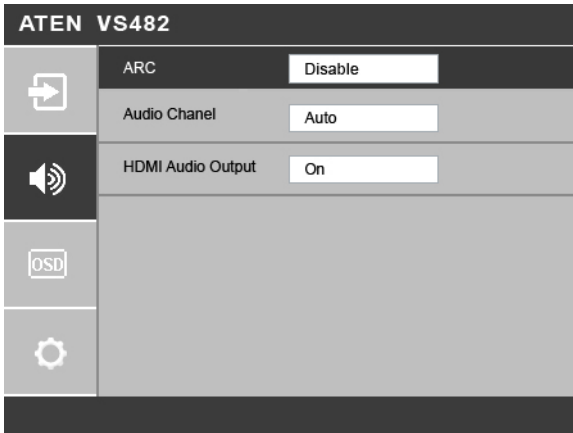 ATEN VS482
ARC Disable
Audio Chanel Auto
HDMI Audio Output On
OSD